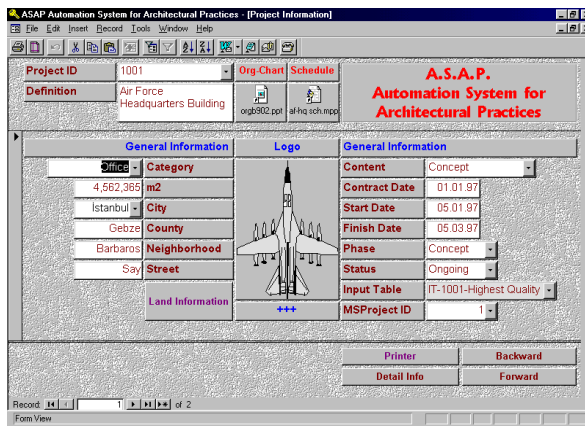 ASAP Automation System for Architectural Practices - [Project Information]
File Edit Insert Record Tools Window Help
Project ID 1001 Org-Chart Schedule
Definition Air Force
Headquarters Building
orgb902.ppt af-hq sch.mpp
A.S.A.P.
Automation System for
Architectural Practices
General Information Logo General Information
Office Category Content Concept
4,562,365 m2 Contract Date 01.01.97
İstanbul City Start Date 05.01.97
Gebze County Finish Date 05.03.97
Barbaros Neighborhood Phase Concept
Say Street Status Ongoing
Land Information Input Table IT-1001-Highest Quality
+++ MSProject ID 1
Printer Backward
Detail Info Forward
Record: 1 of 2
Form View